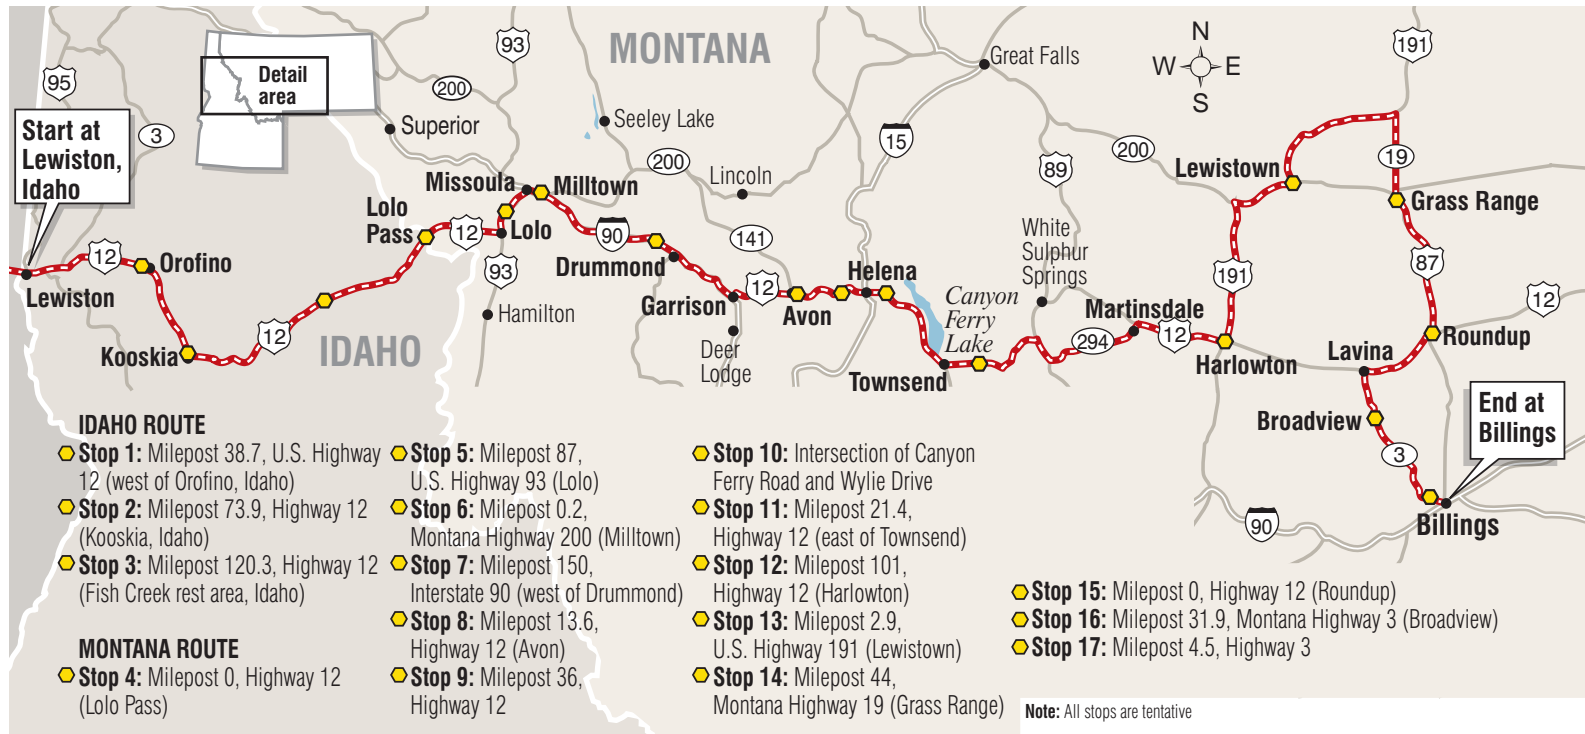 MONTANA
IDAHO
Detail
area
N
W
E
S
Start at
Lewiston,
Idaho
95
3
12
Lewiston
Orofino
Kooskia
12
Lolo
Pass
12
Superior
200
93
Missoula
Milltown
Lolo
93
Hamilton
Seeley Lake
200
Lincoln
90
Drummond
141
Garrison
12
Deer
Lodge
Avon
Helena
15
Great Falls
Canyon
Ferry
Lake
Townsend
White
Sulphur
Springs
89
294
Martinsdale
12
Harlowton
191
200
Lewistown
191
19
Grass Range
87
12
Roundup
Lavina
Broadview
3
90
Billings
End at
Billings
IDAHO ROUTE
Stop 1: Milepost 38.7, U.S. Highway
12 (west of Orofino, Idaho)
Stop 2: Milepost 73.9, Highway 12
(Kooskia, Idaho)
Stop 3: Milepost 120.3, Highway 12
(Fish Creek rest area, Idaho)
MONTANA ROUTE
Stop 4: Milepost 0, Highway 12
(Lolo Pass)
Stop 5: Milepost 87,
U.S. Highway 93 (Lolo)
Stop 6: Milepost 0.2,
Montana Highway 200 (Milltown)
Stop 7: Milepost 150,
Interstate 90 (west of Drummond)
Stop 8: Milepost 13.6,
Highway 12 (Avon)
Stop 9: Milepost 36,
Highway 12
Stop 10: Intersection of Canyon
Ferry Road and Wylie Drive
Stop 11: Milepost 21.4,
Highway 12 (east of Townsend)
Stop 12: Milepost 101,
Highway 12 (Harlowton)
Stop 13: Milepost 2.9,
U.S. Highway 191 (Lewistown)
Stop 14: Milepost 44,
Montana Highway 19 (Grass Range)
Stop 15: Milepost 0, Highway 12 (Roundup)
Stop 16: Milepost 31.9, Montana Highway 3 (Broadview)
Stop 17: Milepost 4.5, Highway 3
Note: All stops are tentative